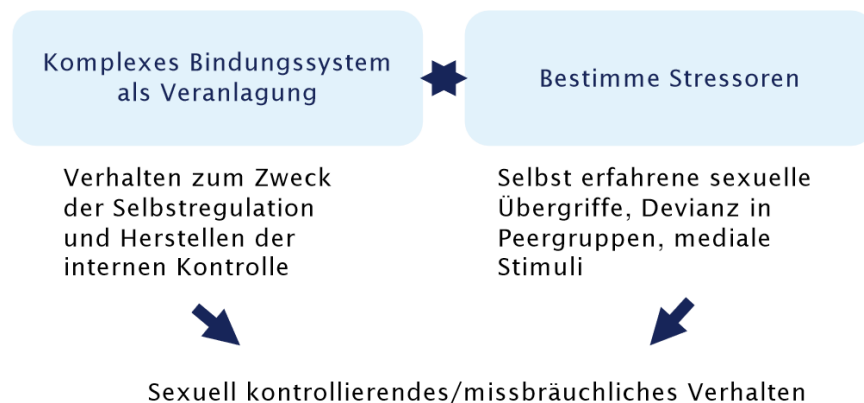 Komplexes Bindungssystem
als Veranlagung
Bestimme Stressoren
Verhalten zum Zweck
der Selbstregulation
und Herstellen der
internen Kontrolle
Selbst erfahrene sexuelle
Übergriffe, Devianz in
Peergruppen, mediale
Stimuli
Sexuell kontrollierendes/missbräuchliches Verhalten